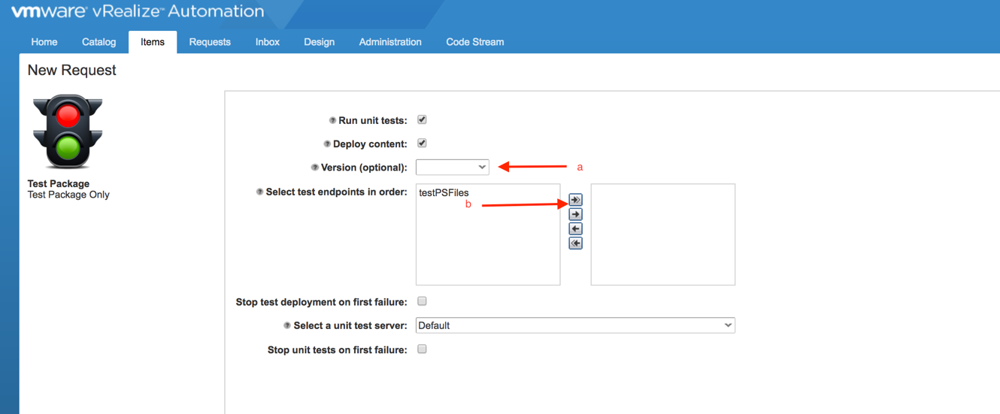 vmware® vRealize™ Automation
Home Catalog Items Requests Inbox Design Administration Code Stream
New Request
Test Package
Test Package Only
? Run unit tests:
? Deploy content:
? Version (optional):
a
? Select test endpoints in order:
testPSFiles
b
Stop test deployment on first failure:
? Select a unit test server: Default
Stop unit tests on first failure: